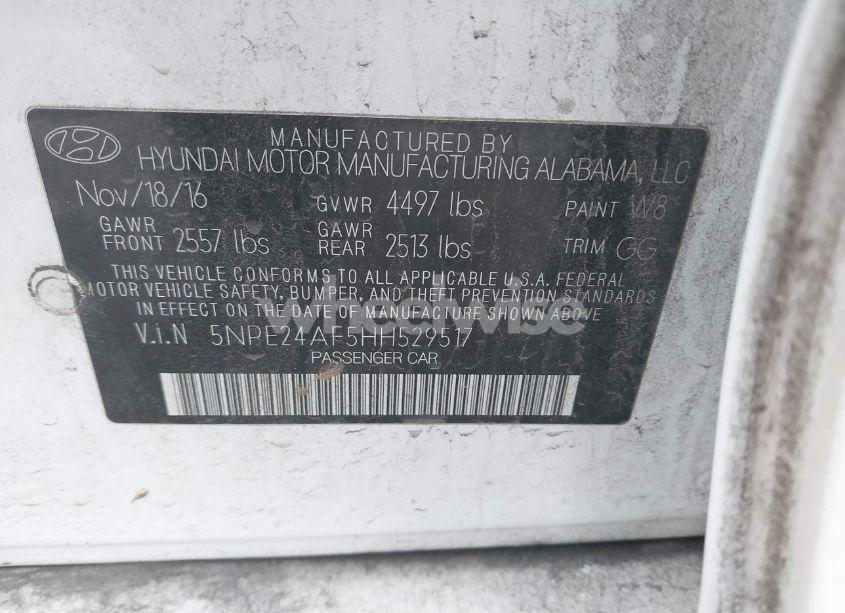 MANUFACTURED BY
HYUNDAI MOTOR MANUFACTURING ALABAMA, LLC
Nov/18/16 GVWR 4497 lbs PAINT W8
GAWR FRONT 2557 lbs GAWR REAR 2513 lbs TRIM GG
THIS VEHICLE CONFORMS TO ALL APPLICABLE U.S.A. FEDERAL
MOTOR VEHICLE SAFETY, BUMPER, AND THEFT PREVENTION STANDARDS
IN EFFECT ON THE DATE OF MANUFACTURE SHOWN ABOVE
WheelWise
V.i.N 5NPE24AF5HH529517
PASSENGER CAR